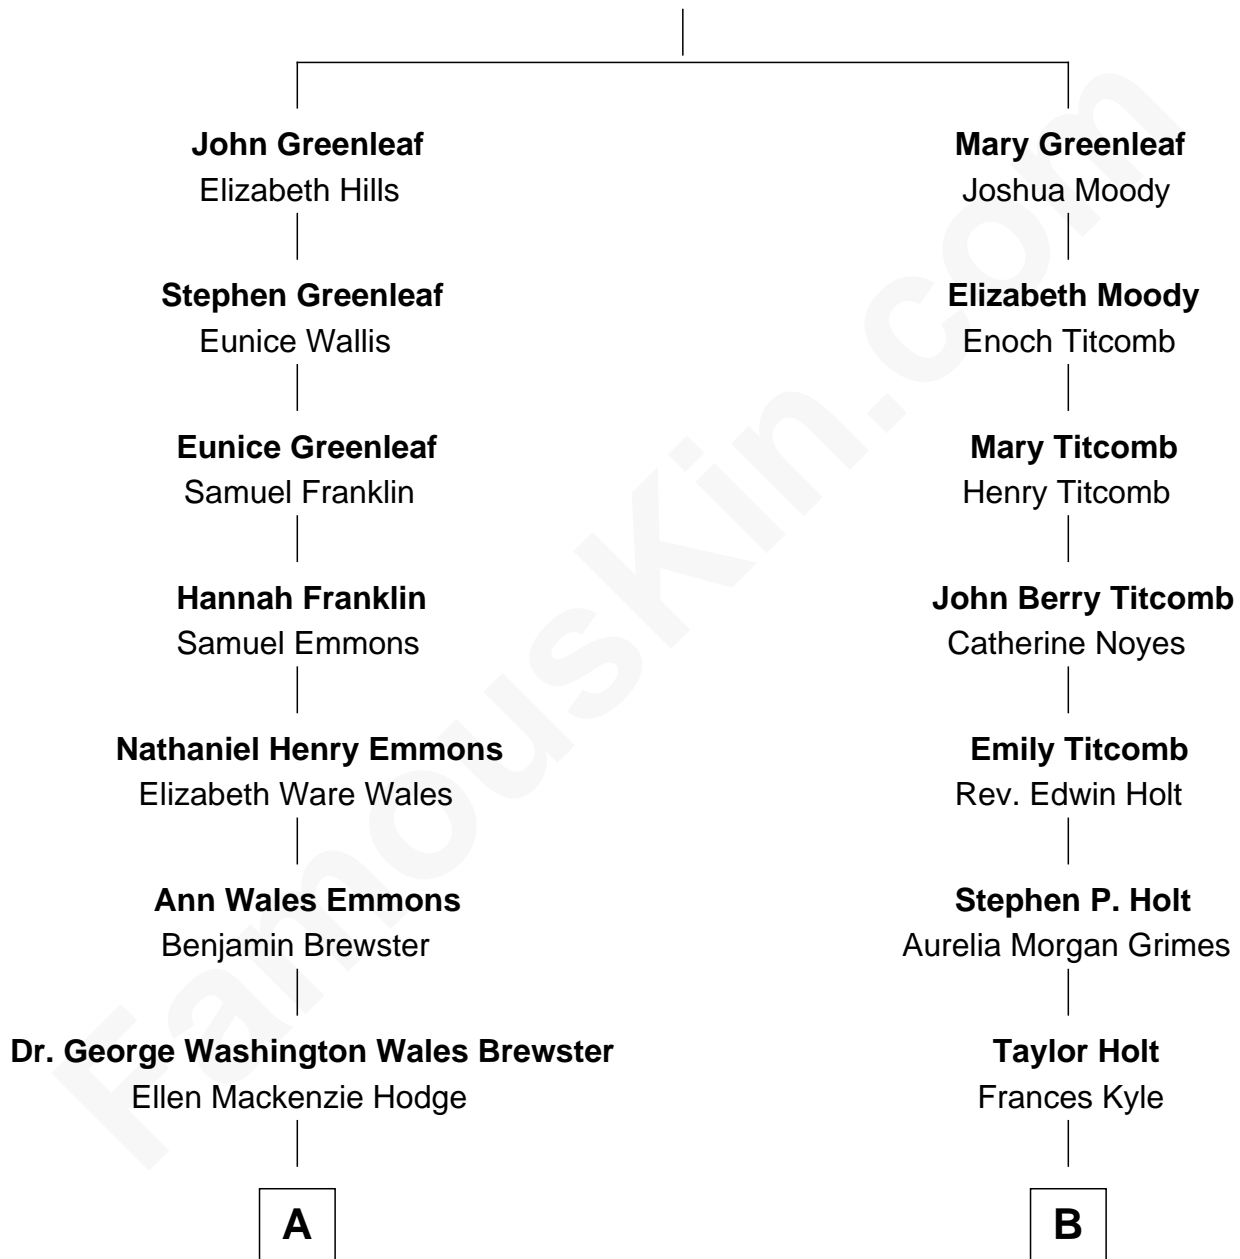 John Greenleaf
Elizabeth Hills
Stephen Greenleaf
Eunice Wallis
Eunice Greenleaf
Samuel Franklin
Hannah Franklin
Samuel Emmons
Nathaniel Henry Emmons
Elizabeth Ware Wales
Ann Wales Emmons
Benjamin Brewster
Dr. George Washington Wales Brewster
Ellen Mackenzie Hodge
A
Mary Greenleaf
Joshua Moody
Elizabeth Moody
Enoch Titcomb
Mary Titcomb
Henry Titcomb
John Berry Titcomb
Catherine Noyes
Emily Titcomb
Rev. Edwin Holt
Stephen P. Holt
Aurelia Morgan Grimes
Taylor Holt
Frances Kyle
B
FamousKin.com